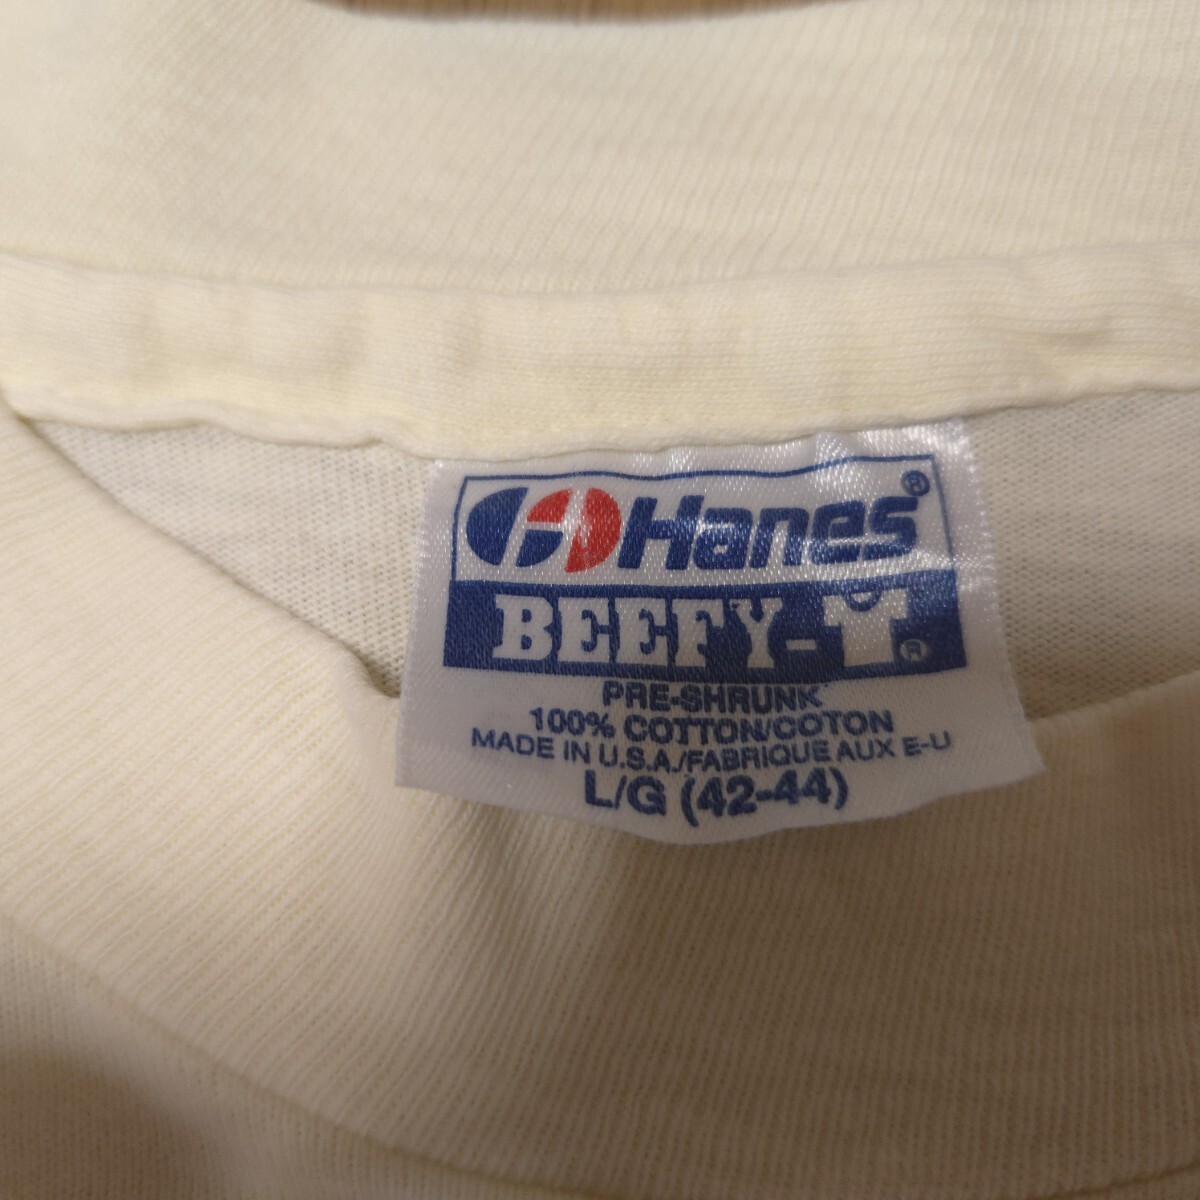 Hanes®
BEEFY-T®
PRE-SHRUNK
100% COTTON/COTON
MADE IN U.S.A./FABRIQUE AUX E-U
L/G (42-44)